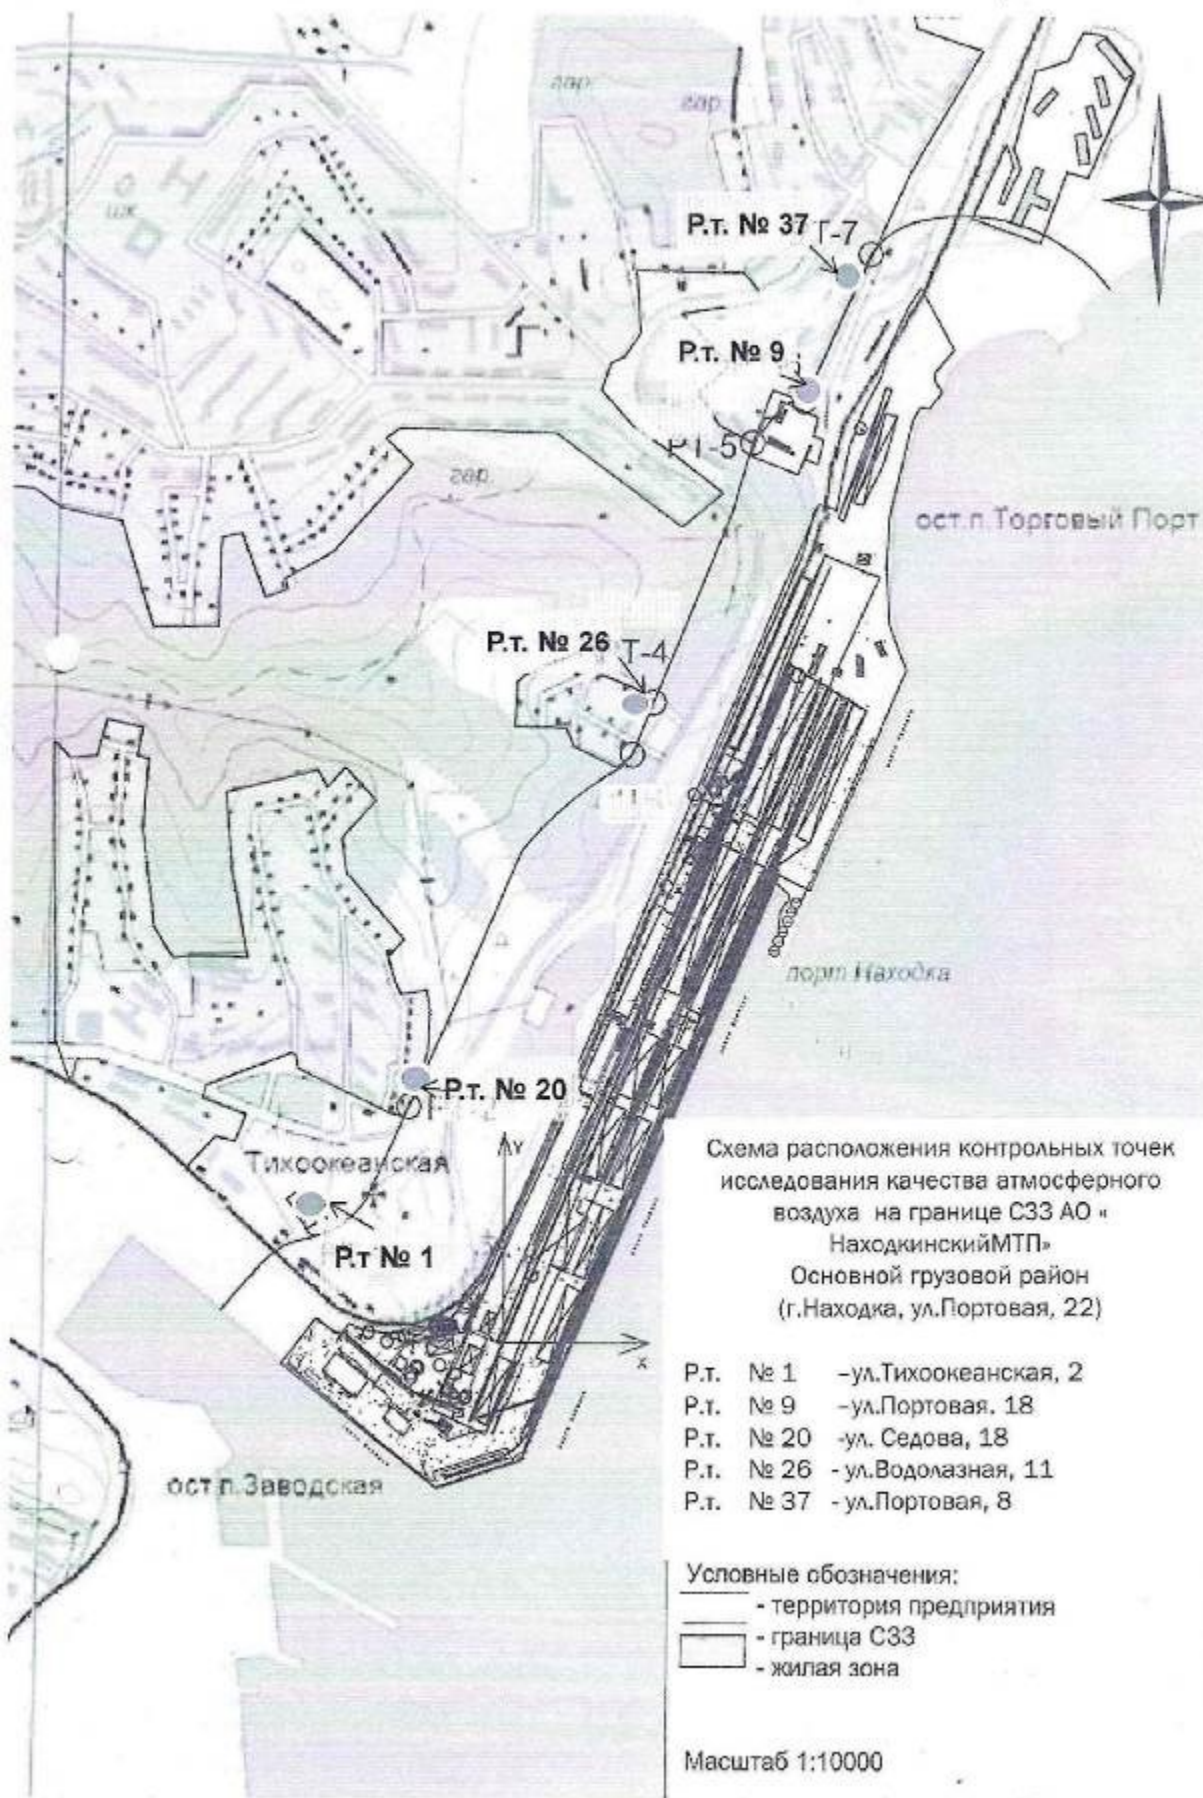 гар.
гар.
шк.
Р.т. № 37
Т-7
Р.т. № 9
РТ-5
гар.
ост.п.Торговый Порт
Р.т. № 26
Т-4
порт Находка
Р.т. № 20
Y
Тихоокеанская
Р.т № 1
X
ост.п.Заводская
Схема расположения контрольных точек
исследования качества атмосферного
воздуха на границе СЗЗ АО «
НаходкинскийМТП»
Основной грузовой район
(г.Находка, ул.Портовая, 22)
Р.т. № 1 –ул.Тихоокеанская, 2
Р.т. № 9 –ул.Портовая. 18
Р.т. № 20 -ул. Седова, 18
Р.т. № 26 - ул.Водолазная, 11
Р.т. № 37 - ул.Портовая, 8
Условные обозначения:
- территория предприятия
- граница СЗЗ
- жилая зона
Масштаб 1:10000